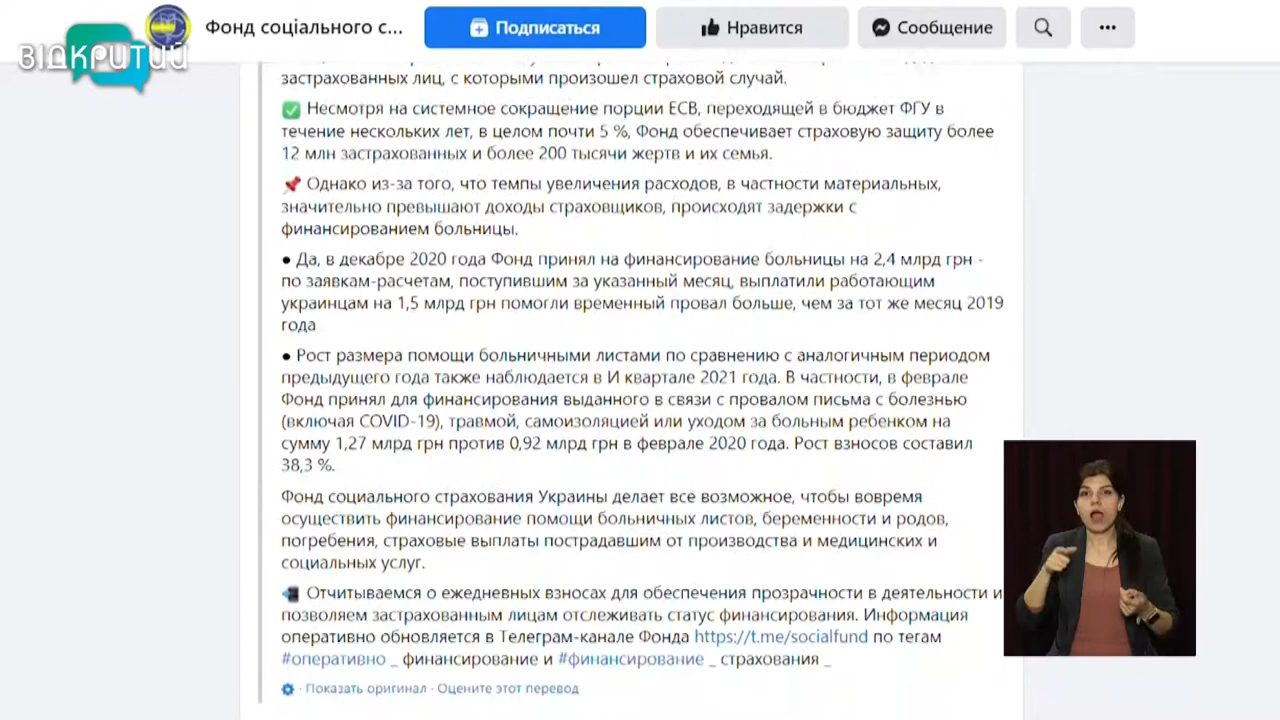 ВІДКРИТИЙ
Фонд соціального с...
Подписаться
Нравится
Сообщение
застрахованных лиц, с которыми произошел страховой случай.
Несмотря на системное сокращение порции ЕСВ, переходящей в бюджет ФГУ в
течение нескольких лет, в целом почти 5 %, Фонд обеспечивает страховую защиту более
12 млн застрахованных и более 200 тысячи жертв и их семья.
Однако из-за того, что темпы увеличения расходов, в частности материальных,
значительно превышают доходы страховщиков, происходят задержки с
финансированием больницы.
● Да, в декабре 2020 года Фонд принял на финансирование больницы на 2,4 млрд грн -
по заявкам-расчетам, поступившим за указанный месяц, выплатили работающим
украинцам на 1,5 млрд грн помогли временный провал больше, чем за тот же месяц 2019
года
● Рост размера помощи больничными листами по сравнению с аналогичным периодом
предыдущего года также наблюдается в И квартале 2021 года. В частности, в феврале
Фонд принял для финансирования выданного в связи с провалом письма с болезнью
(включая COVID-19), травмой, самоизоляцией или уходом за больным ребенком на
сумму 1,27 млрд грн против 0,92 млрд грн в феврале 2020 года. Рост взносов составил
38,3 %.
Фонд социального страхования Украины делает все возможное, чтобы вовремя
осуществить финансирование помощи больничных листов, беременности и родов,
погребения, страховые выплаты пострадавшим от производства и медицинских и
социальных услуг.
Отчитываемся о ежедневных взносах для обеспечения прозрачности в деятельности и
позволяем застрахованным лицам отслеживать статус финансирования. Информация
оперативно обновляется в Телеграм-канале Фонда https://t.me/socialfund по тегам
#оперативно _ финансирование и #финансирование _ страхования _
· Показать оригинал · Оцените этот перевод